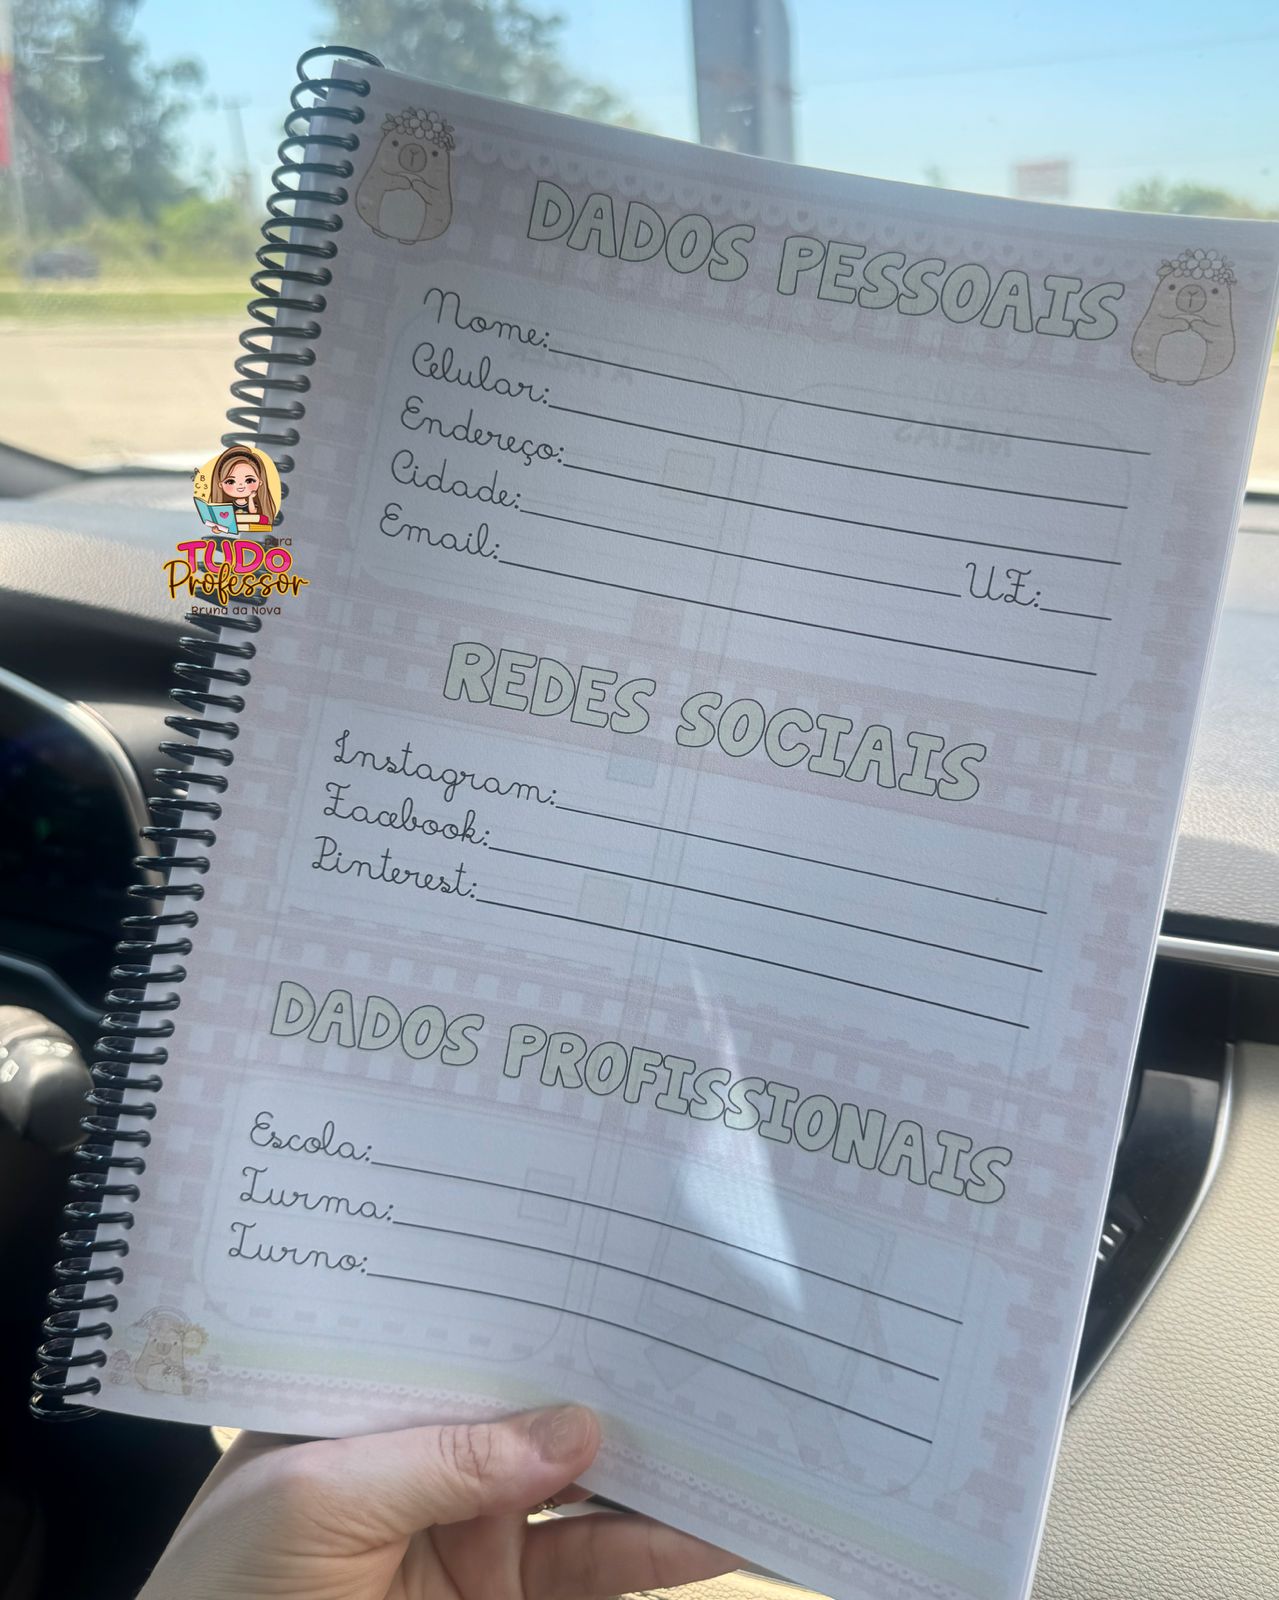 DADOS PESSOAIS
Nome:
Celular:
Endereço:
Cidade: UF:
Email:
REDES SOCIAIS
Instagram:
Facebook:
Pinterest:
DADOS PROFISSIONAIS
Escola:
Turma:
Turno:
para
TUDO
Professor
Bruna da Nova
METAS